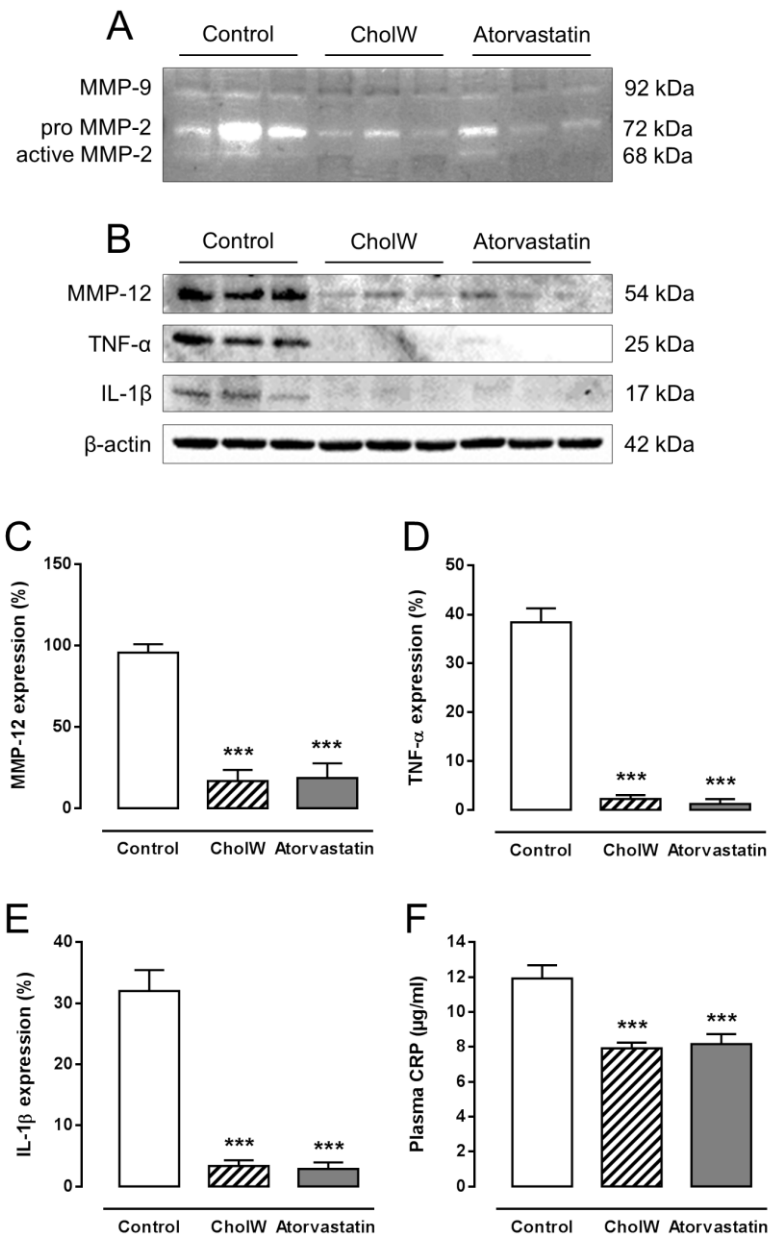 A
Control CholW Atorvastatin
MMP-9 92 kDa
pro MMP-2 72 kDa
active MMP-2 68 kDa
B
Control CholW Atorvastatin
MMP-12 54 kDa
TNF-α 25 kDa
IL-1β 17 kDa
β-actin 42 kDa
C
MMP-12 expression (%)
150
100
50
0
*** ***
Control CholW Atorvastatin
D
TNF-α expression (%)
50
40
30
20
10
0
*** ***
Control CholW Atorvastatin
E
IL-1β expression (%)
40
30
20
10
0
*** ***
Control CholW Atorvastatin
F
Plasma CRP (µg/ml)
14
12
10
8
6
4
2
0
*** ***
Control CholW Atorvastatin